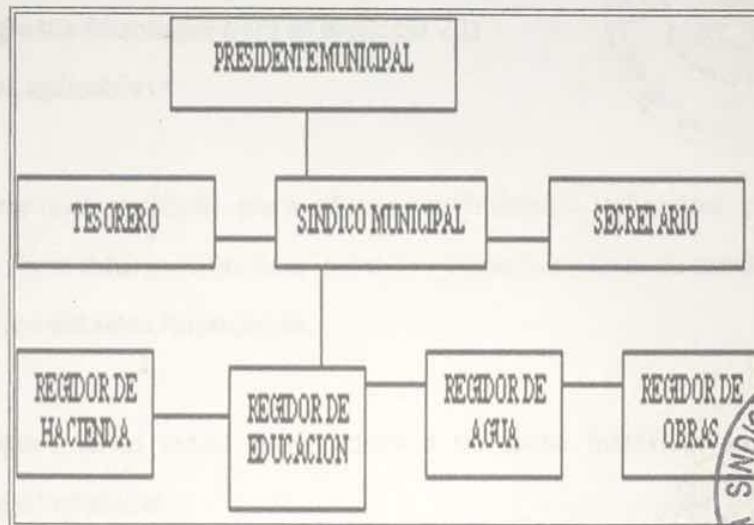 PRESIDENTE MUNICIPAL
TESORERO
SINDICO MUNICIPAL
SECRETARIO
REGIDOR DE
HACIENDA
REGIDOR DE
EDUCACION
REGIDOR DE
AGUA
REGIDOR DE
OBRAS